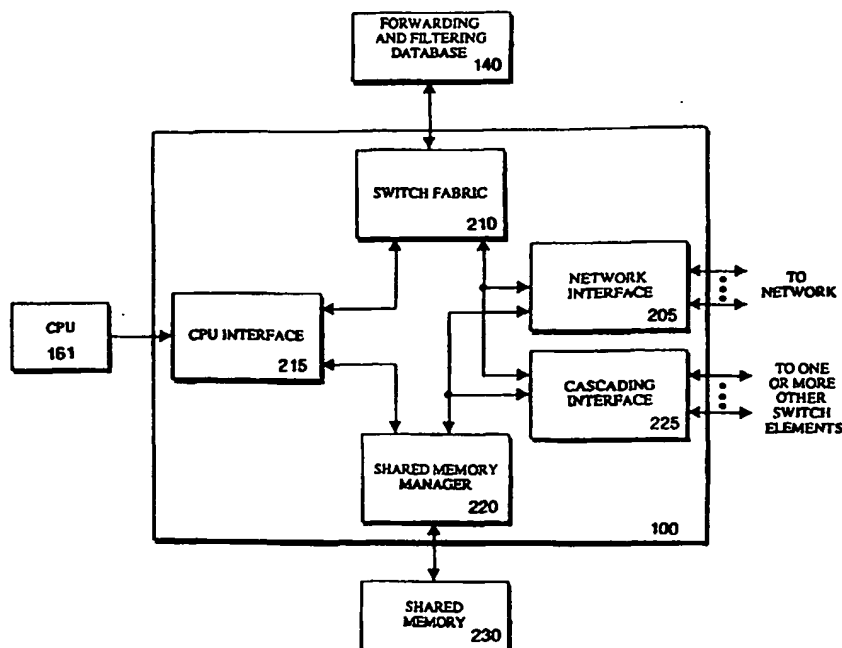 FORWARDING
AND FILTERING
DATABASE
140
SWITCH FABRIC
210
NETWORK
INTERFACE
205
TO
NETWORK
CPU
161
CPU INTERFACE
215
CASCADING
INTERFACE
225
TO ONE
OR MORE
OTHER
SWITCH
ELEMENTS
SHARED MEMORY
MANAGER
220
100
SHARED
MEMORY
230